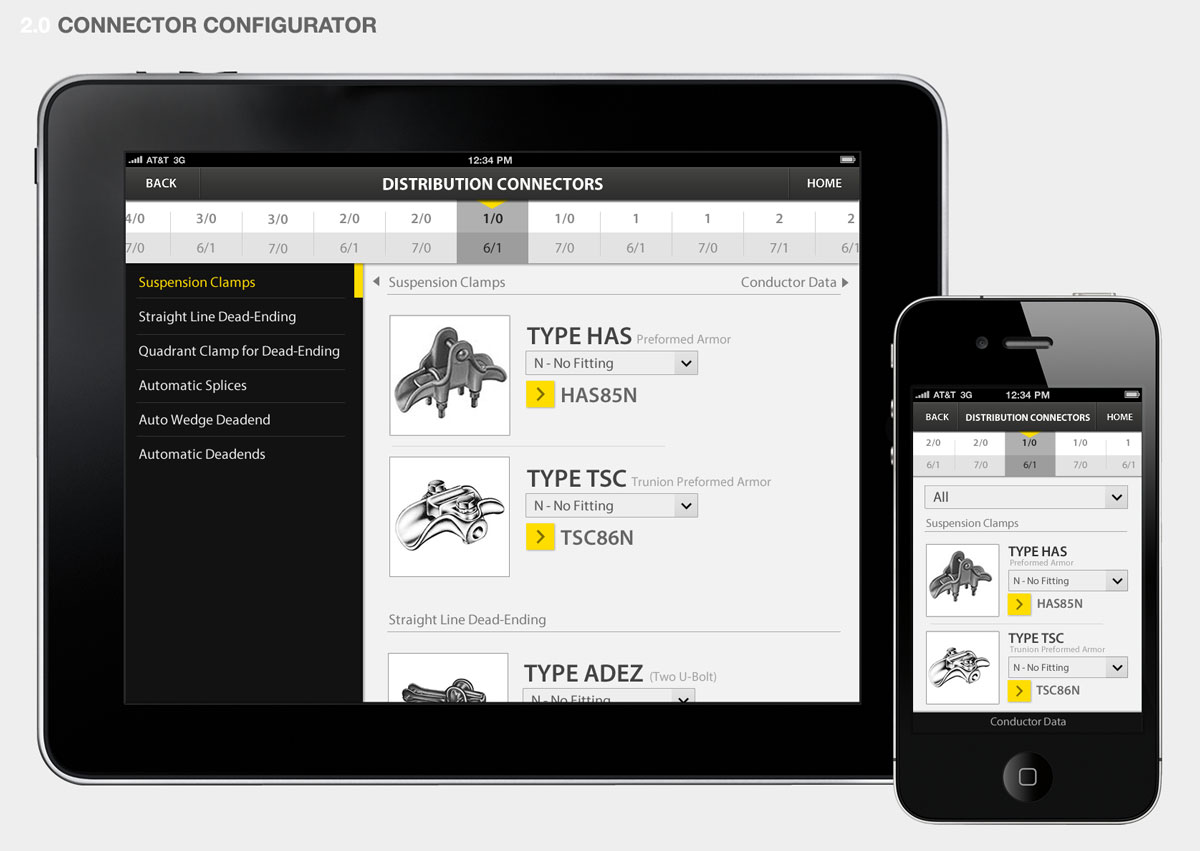 2.0 CONNECTOR CONFIGURATOR
AT&T 3G 12:34 PM
BACK DISTRIBUTION CONNECTORS HOME
4/0 3/0 3/0 2/0 2/0 1/0 1/0 1 1 2 2
7/0 6/1 7/0 6/1 7/0 6/1 7/0 6/1 7/0 7/1 6/1
Suspension Clamps
Straight Line Dead-Ending
Quadrant Clamp for Dead-Ending
Automatic Splices
Auto Wedge Deadend
Automatic Deadends
Suspension Clamps Conductor Data
TYPE HAS Preformed Armor
N - No Fitting
HAS85N
TYPE TSC Trunion Preformed Armor
N - No Fitting
TSC86N
Straight Line Dead-Ending
TYPE ADEZ (Two U-Bolt)
N - No Fitting
AT&T 3G 12:34 PM
BACK DISTRIBUTION CONNECTORS HOME
2/0 2/0 1/0 1/0 1
6/1 7/0 6/1 7/0 6/1
All
Suspension Clamps
TYPE HAS
Preformed Armor
N - No Fitting
HAS85N
TYPE TSC
Trunion Preformed Armor
N - No Fitting
TSC86N
Conductor Data